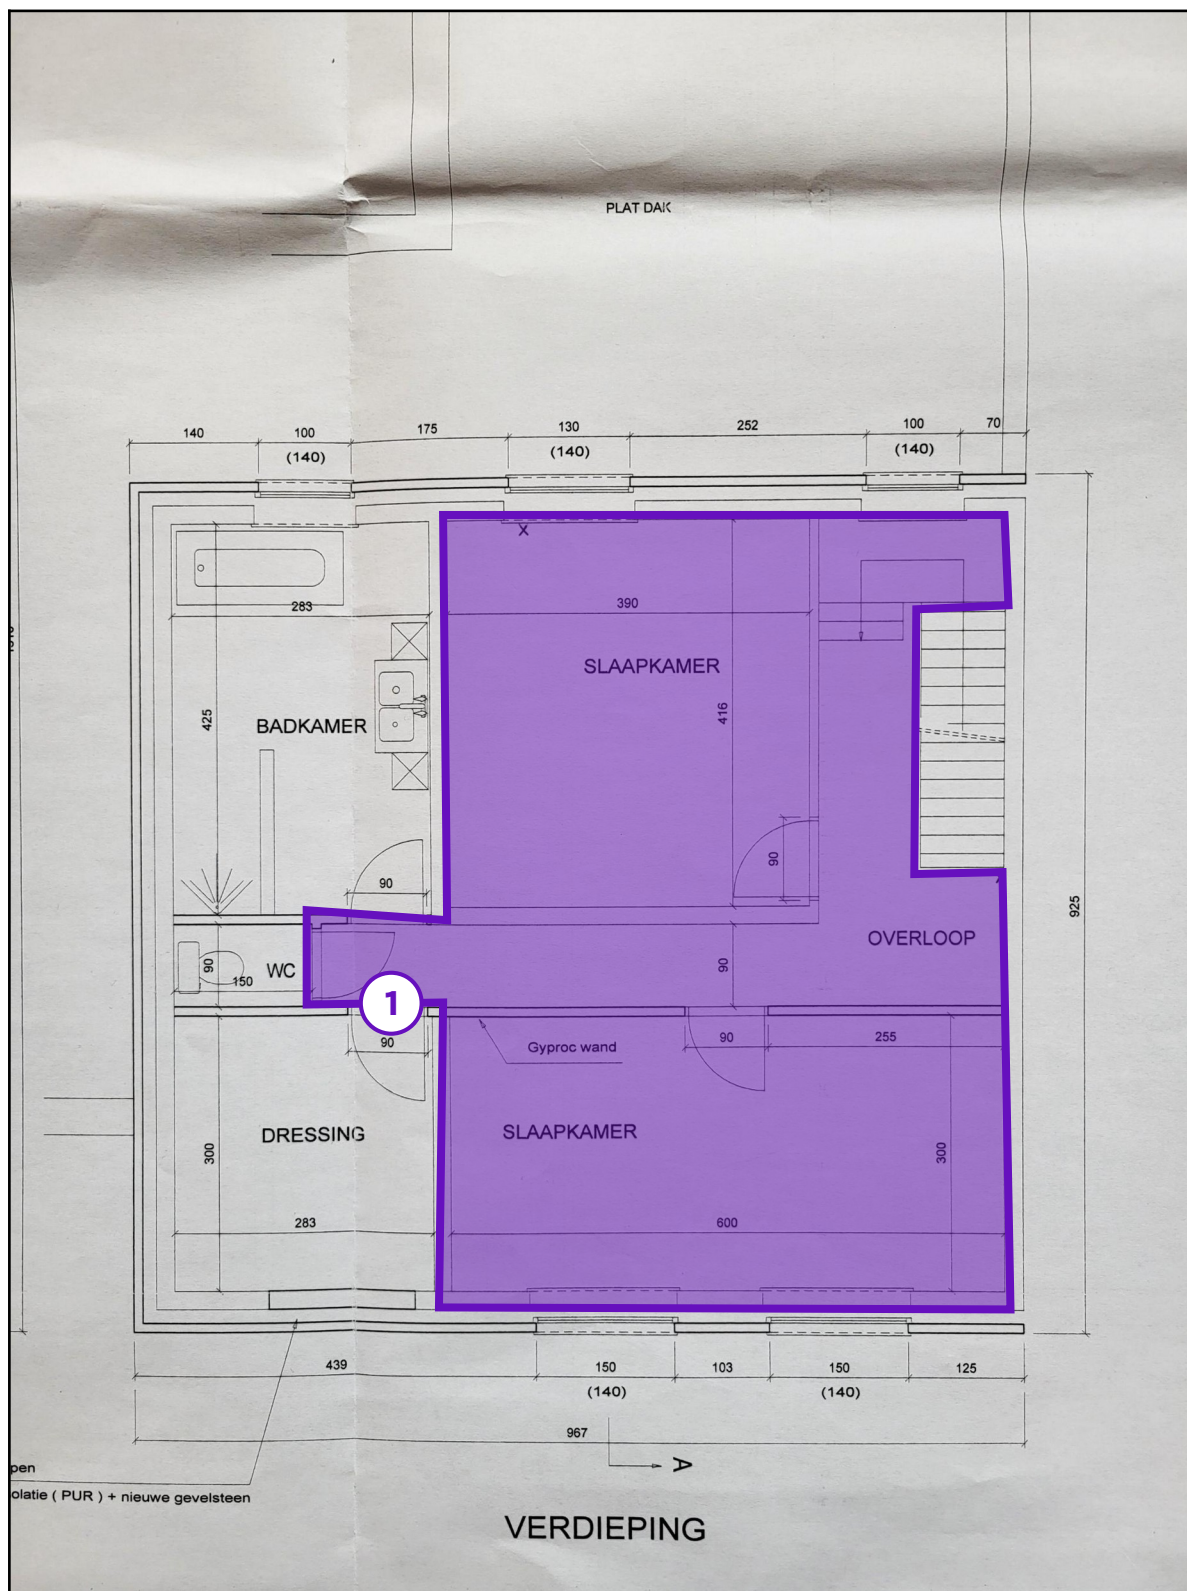 PLAT DAK
140 100 175 130 252 100 70
(140) (140) (140)
283 390
SLAAPKAMER
425 BADKAMER 416
90
90
925
OVERLOOP
90 WC 90
150
1
90 Gyproc wand 90 255
DRESSING SLAAPKAMER
300 300
283 600
439 150 103 150 125
(140) (140)
967
A
pen
olatie ( PUR ) + nieuwe gevelsteen
VERDIEPING